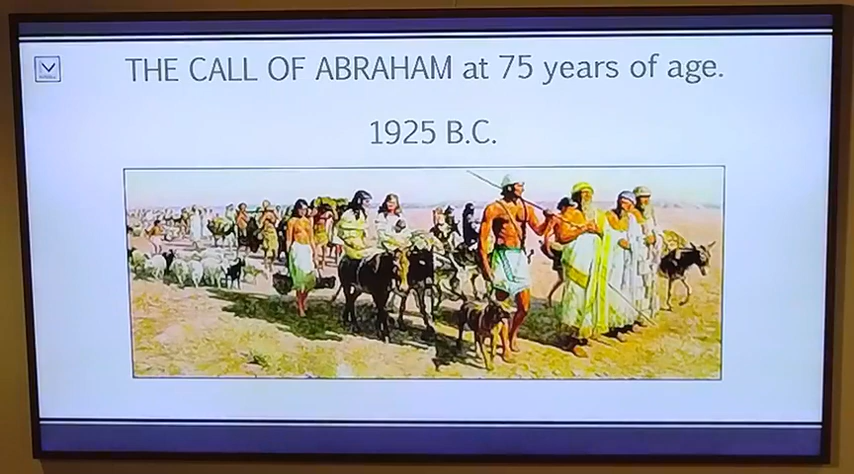 THE CALL OF ABRAHAM at 75 years of age.
1925 B.C.